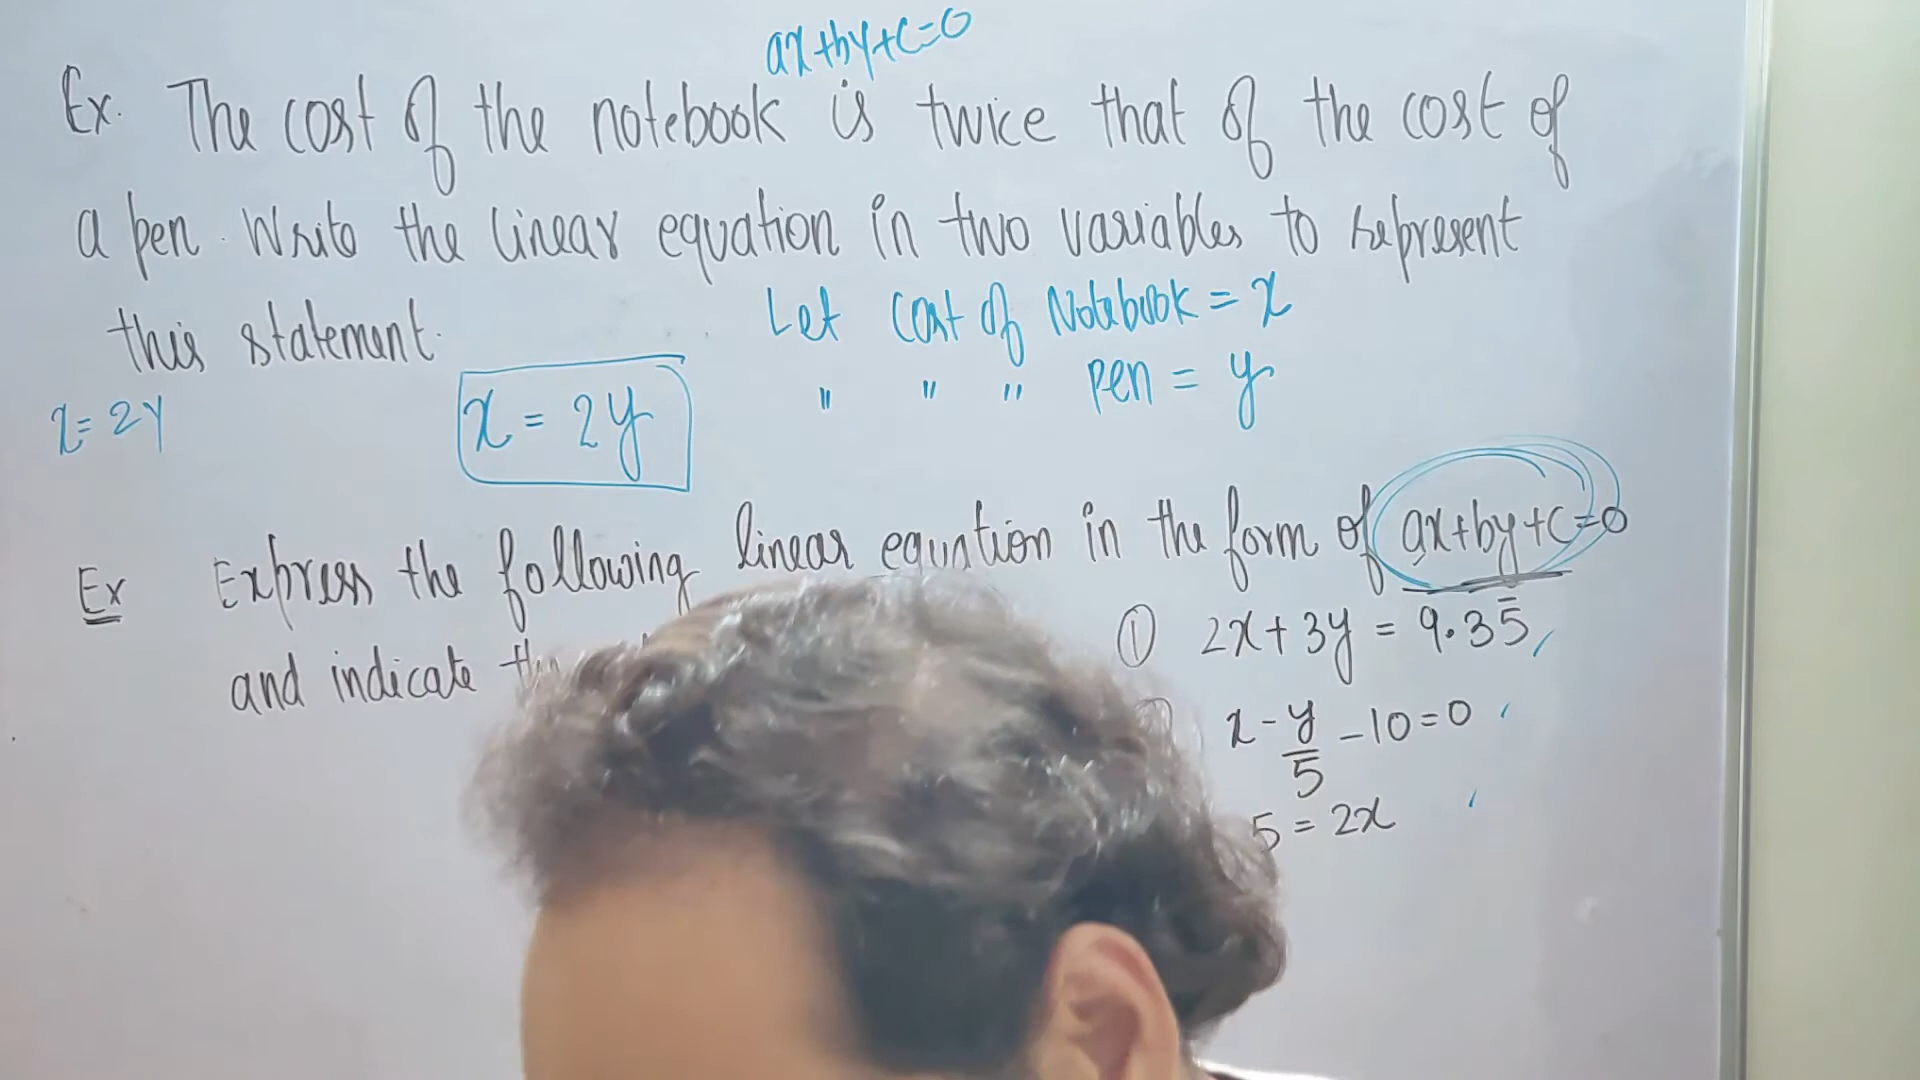 ax+by+c=0
Ex. The cost of the notebook is twice that of the cost of
a pen. Write the linear equation in two variables to represent
this statement.
Let cost of Notebook = x
" " " pen = y
x = 2y
x = 2y
Ex Express the following linear equation in the form of ax+by+c=0
and indicate the
① 2x + 3y = 9.35
x - y/5 - 10 = 0
5 = 2x